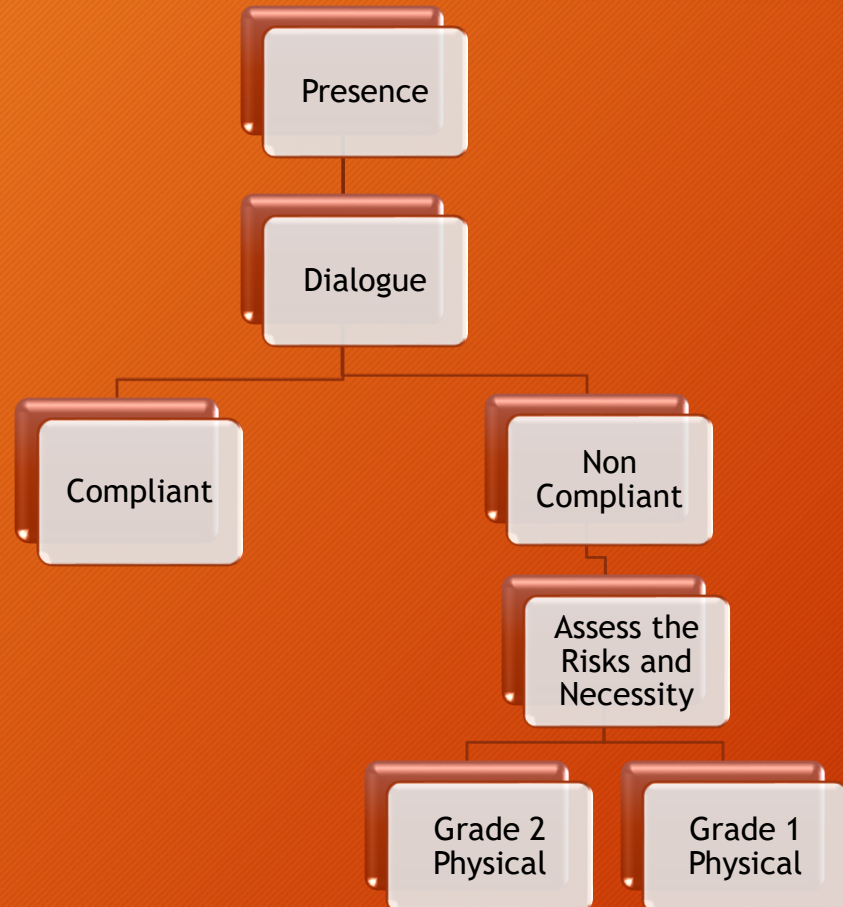 Presence
Dialogue
Compliant
Non
Compliant
Assess the
Risks and
Necessity
Grade 2
Physical
Grade 1
Physical